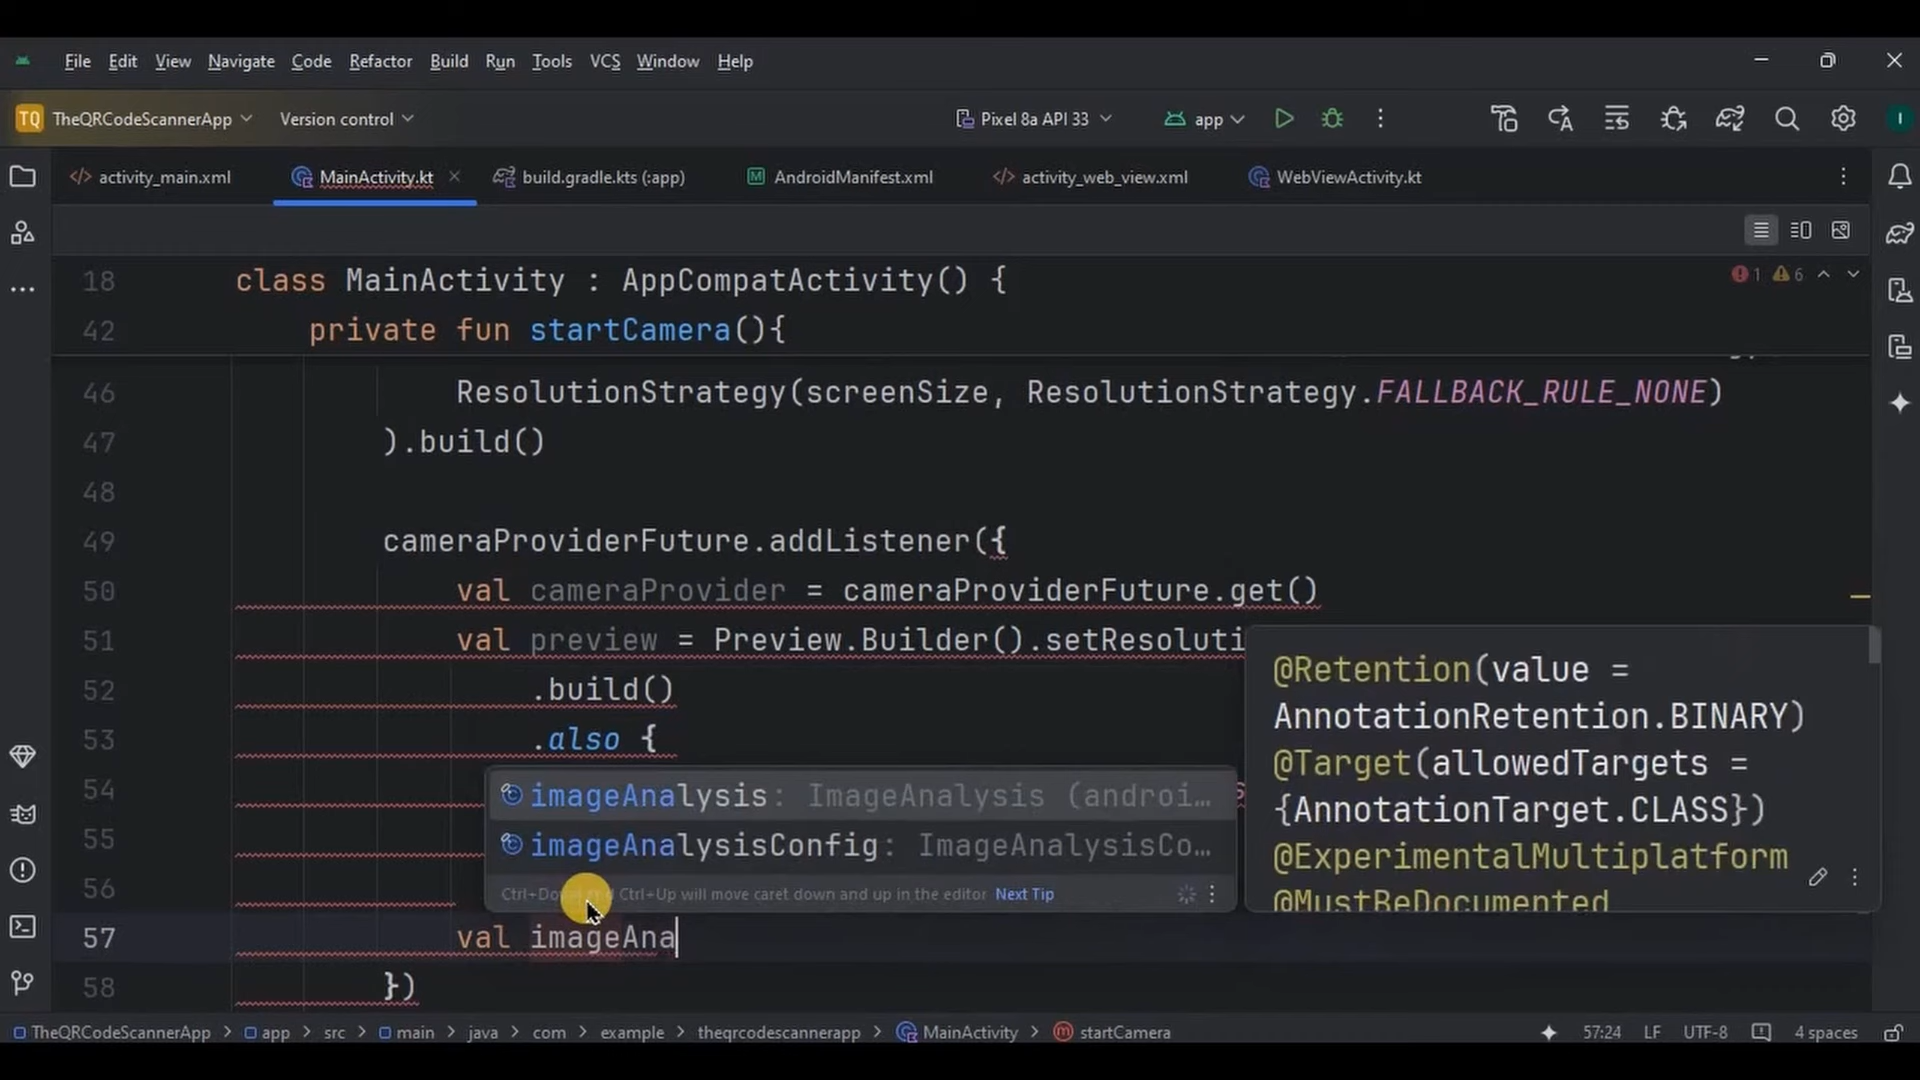 File Edit View Navigate Code Refactor Build Run Tools VCS Window Help
TQ TheQRCodeScannerApp Version control Pixel 8a API 33 app I
activity_main.xml MainActivity.kt build.gradle.kts (:app) AndroidManifest.xml activity_web_view.xml WebViewActivity.kt
18 class MainActivity : AppCompatActivity() { 1 6
42 private fun startCamera(){
46 ResolutionStrategy(screenSize, ResolutionStrategy.FALLBACK_RULE_NONE)
47 ).build()
48
49 cameraProviderFuture.addListener({
50 val cameraProvider = cameraProviderFuture.get()
51 val preview = Preview.Builder().setResoluti
52 .build()
53 .also {
54
55
56
57 val imageAna
58 })
imageAnalysis: ImageAnalysis (androi...
imageAnalysisConfig: ImageAnalysisCo...
Ctrl+Do Ctrl+Up will move caret down and up in the editor Next Tip
@Retention(value =
AnnotationRetention.BINARY)
@Target(allowedTargets =
{AnnotationTarget.CLASS})
@ExperimentalMultiplatform
@MustBeDocumented
TheQRCodeScannerApp > app > src > main > java > com > example > theqrcodescannerapp > MainActivity > startCamera 57:24 LF UTF-8 4 spaces